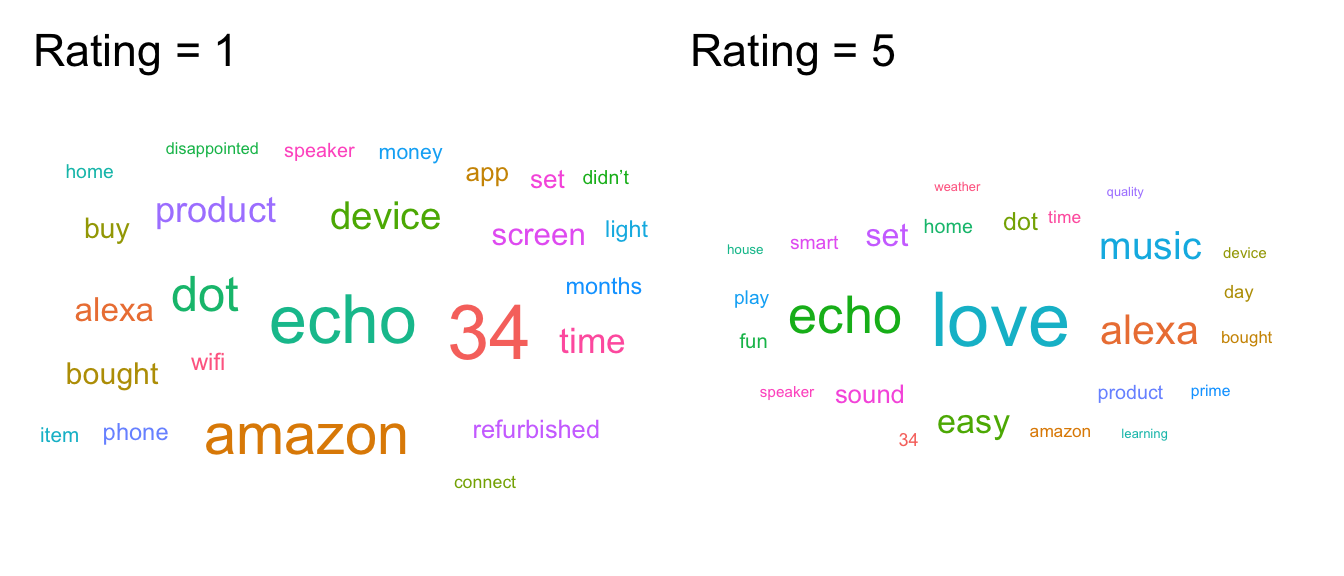 Rating = 1
disappointed speaker money
home app set didn't
buy product device screen light
alexa dot echo 34 months
time
bought wifi
item phone amazon refurbished
connect
Rating = 5
weather quality
house smart set home dot time music device
play echo love alexa day
fun bought
speaker sound product prime
34 easy amazon learning